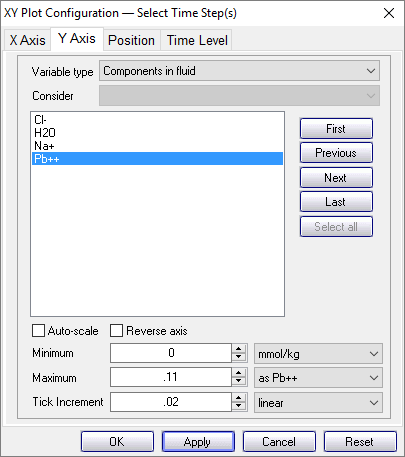 XY Plot Configuration — Select Time Step(s)
X Axis Y Axis Position Time Level
Variable type Components in fluid
Consider
Cl-
H2O
Na+
Pb++
First
Previous
Next
Last
Select all
Auto-scale Reverse axis
Minimum 0 mmol/kg
Maximum .11 as Pb++
Tick Increment .02 linear
OK Apply Cancel Reset